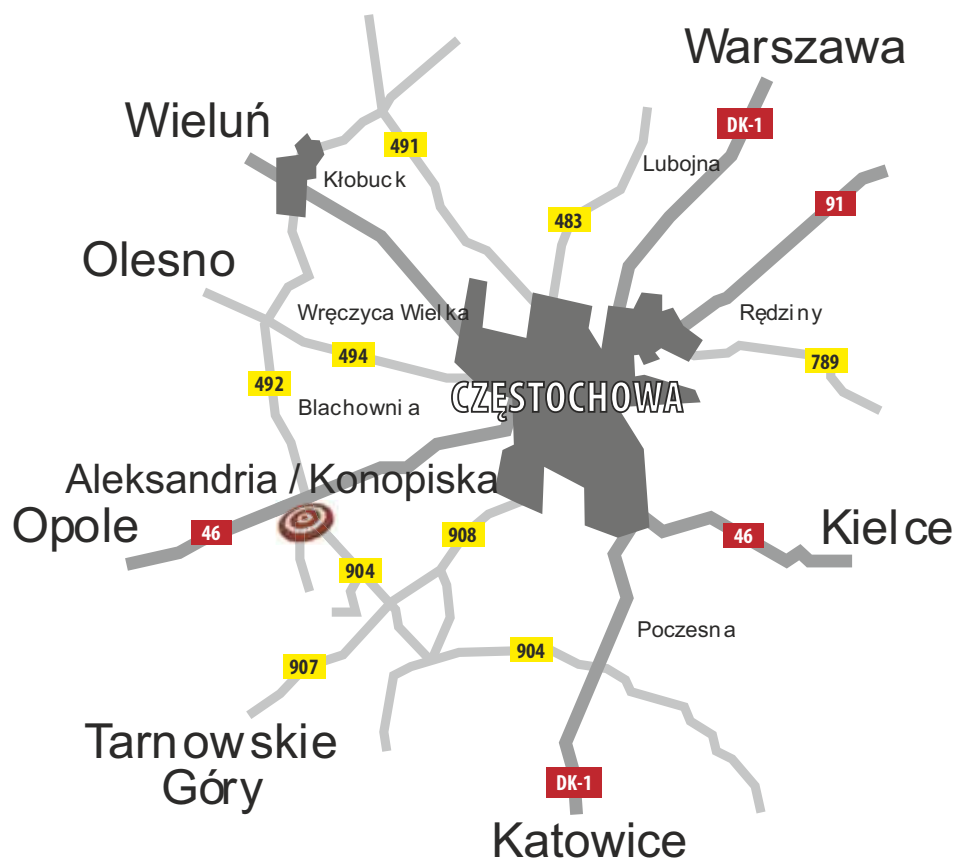 Warszawa
DK-1
Wieluń
491
Lubojna
Kłobuck
91
483
Olesno
Wręczyca Wielka
Rędziny
494
789
492
CZĘSTOCHOWA
Blachownia
Aleksandria / Konopiska
Opole
46
908
46
Kielce
904
Poczesna
904
907
Tarnowskie
Góry
DK-1
Katowice